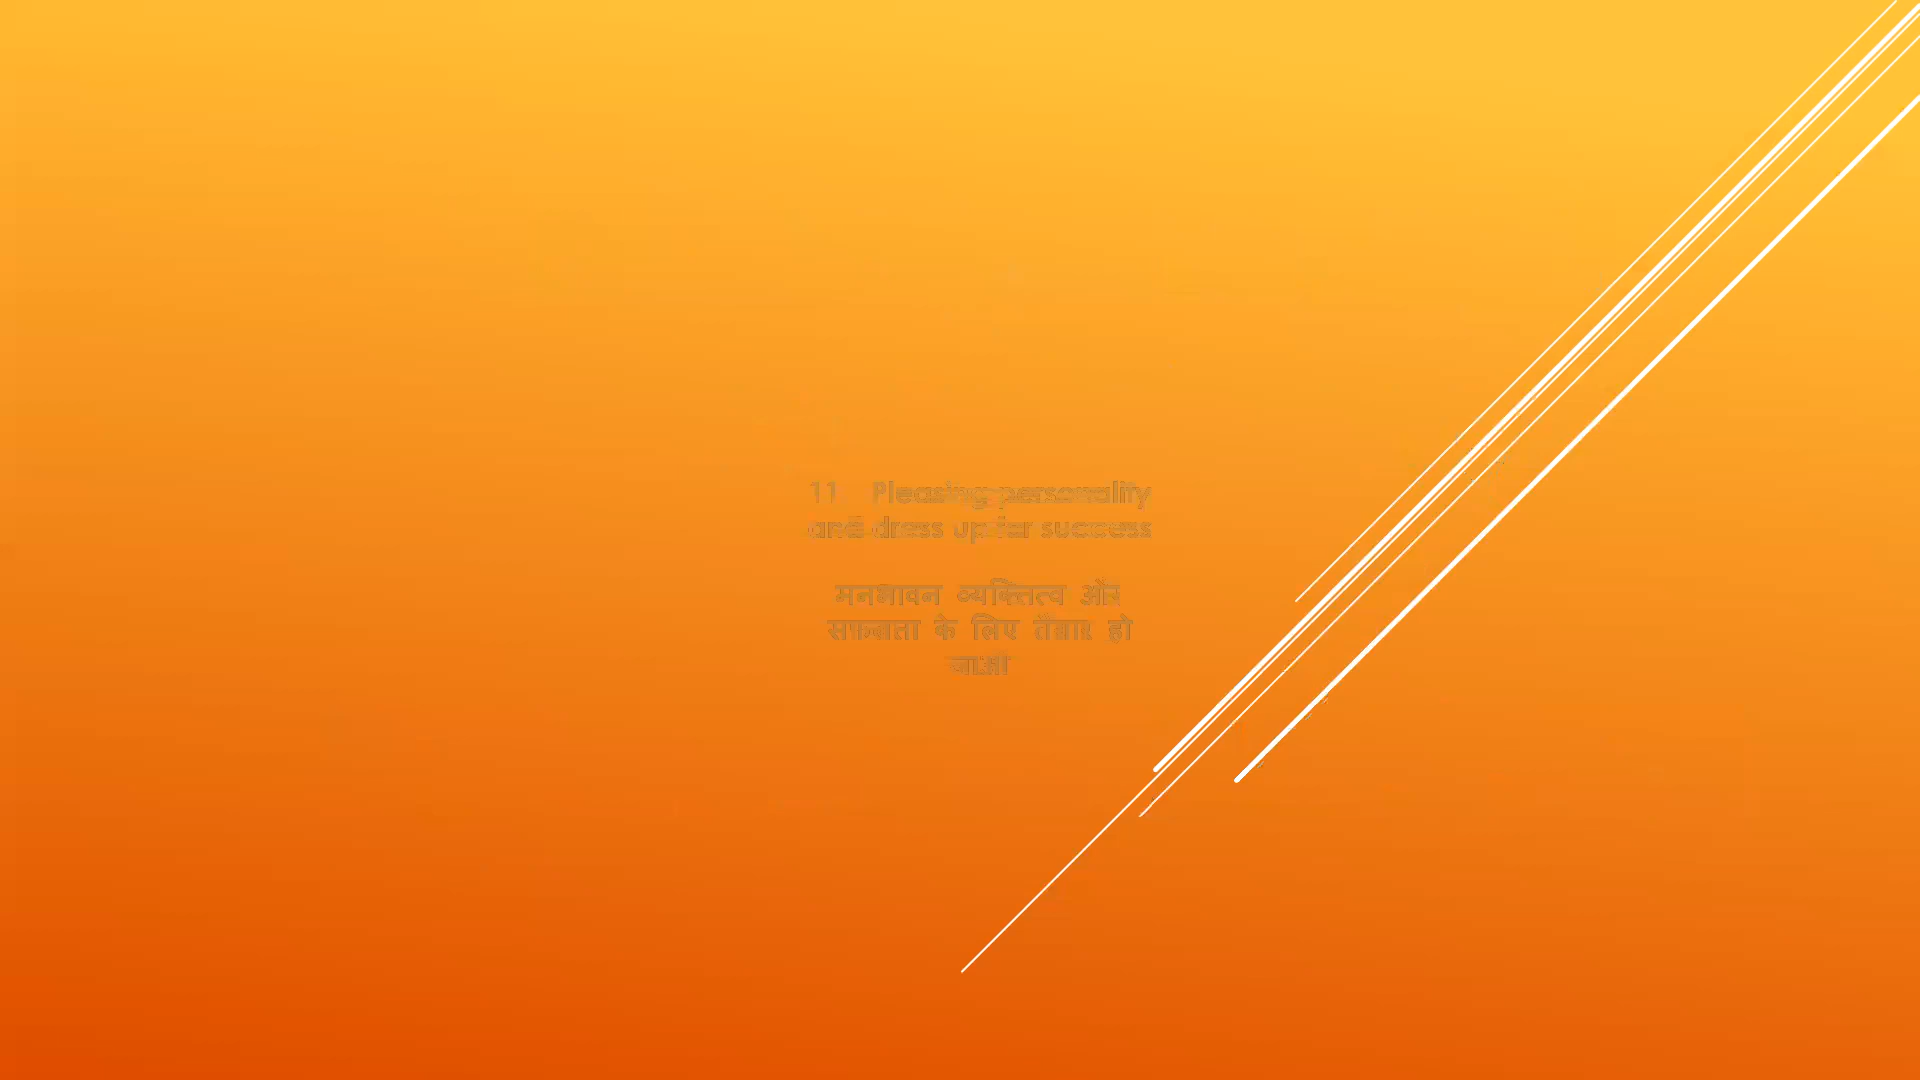 11 Pleasing personality
and dress up for success
मनभावन व्यक्तित्व और
सफलता के लिए तैयार हो
जाओ